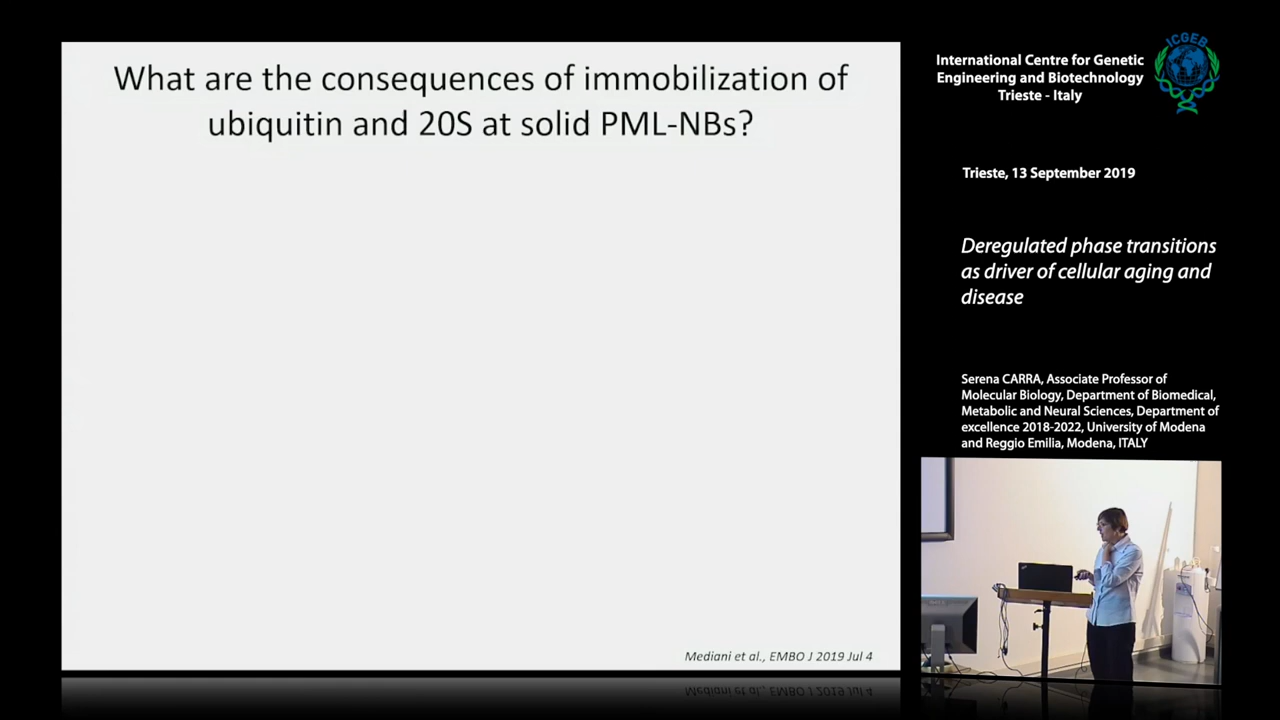 What are the consequences of immobilization of
ubiquitin and 20S at solid PML-NBs?
Mediani et al., EMBO J 2019 Jul 4
International Centre for Genetic
Engineering and Biotechnology
Trieste - Italy
ICGEB
Trieste, 13 September 2019
Deregulated phase transitions
as driver of cellular aging and
disease
Serena CARRA, Associate Professor of
Molecular Biology, Department of Biomedical,
Metabolic and Neural Sciences, Department of
excellence 2018-2022, University of Modena
and Reggio Emilia, Modena, ITALY